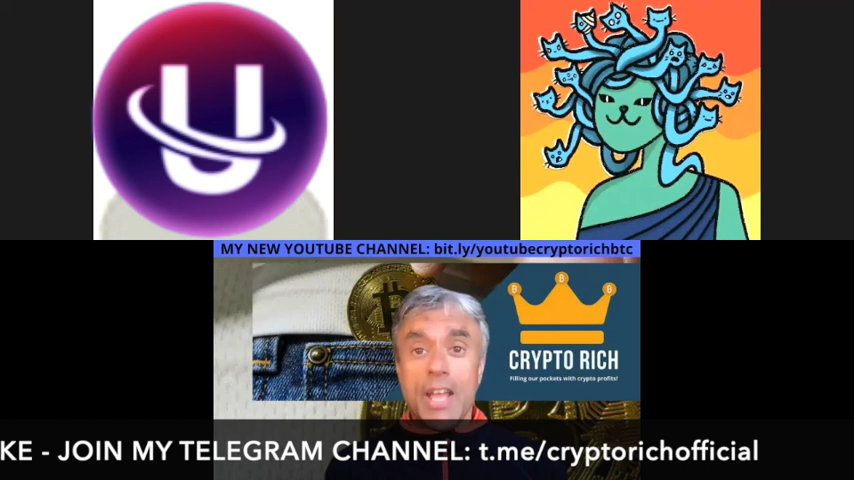 U
MY NEW YOUTUBE CHANNEL: bit.ly/youtubecryptorichbtc
CRYPTO RICH
Filling our pockets with crypto profits!
KE - JOIN MY TELEGRAM CHANNEL: t.me/cryptorichofficial